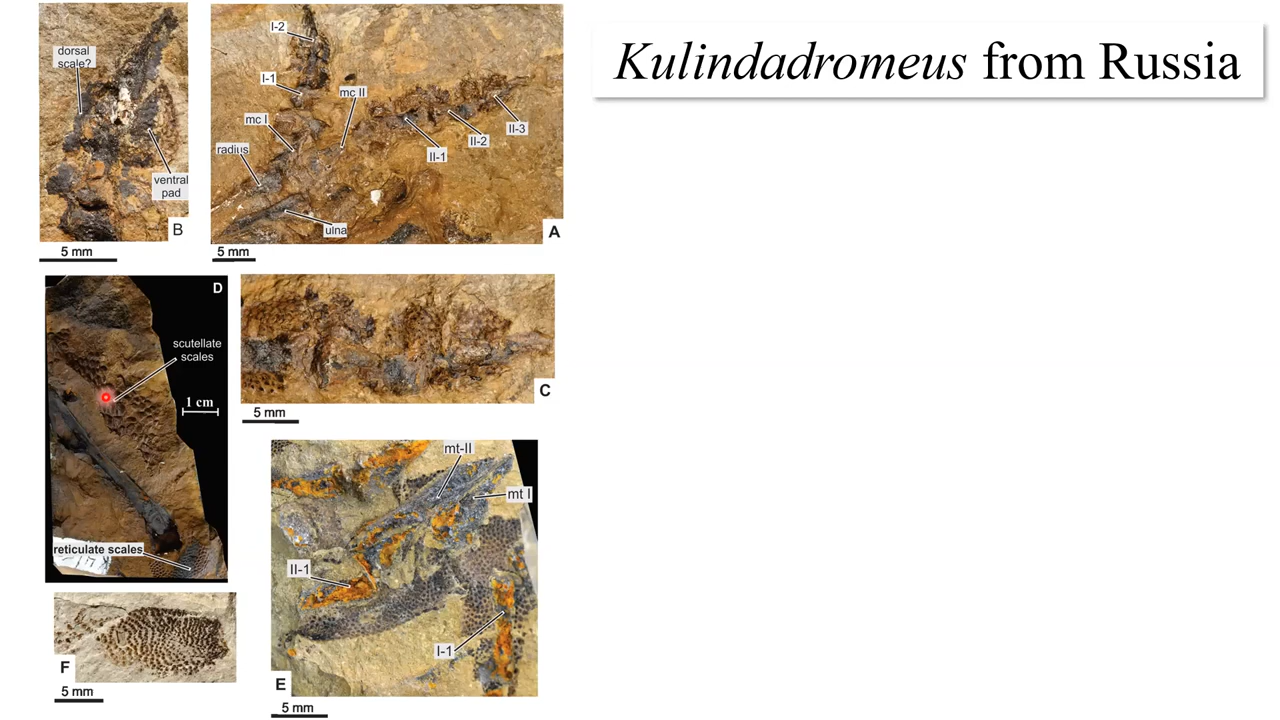 Kulindadromeus from Russia
dorsal
scale?
ventral
pad
B
5 mm
I-2
I-1
mc II
mc I
radius
II-1
II-2
II-3
ulna
A
5 mm
D
scutellate
scales
1 cm
reticulate scales
C
5 mm
mt-II
mt I
II-1
I-1
E
5 mm
F
5 mm